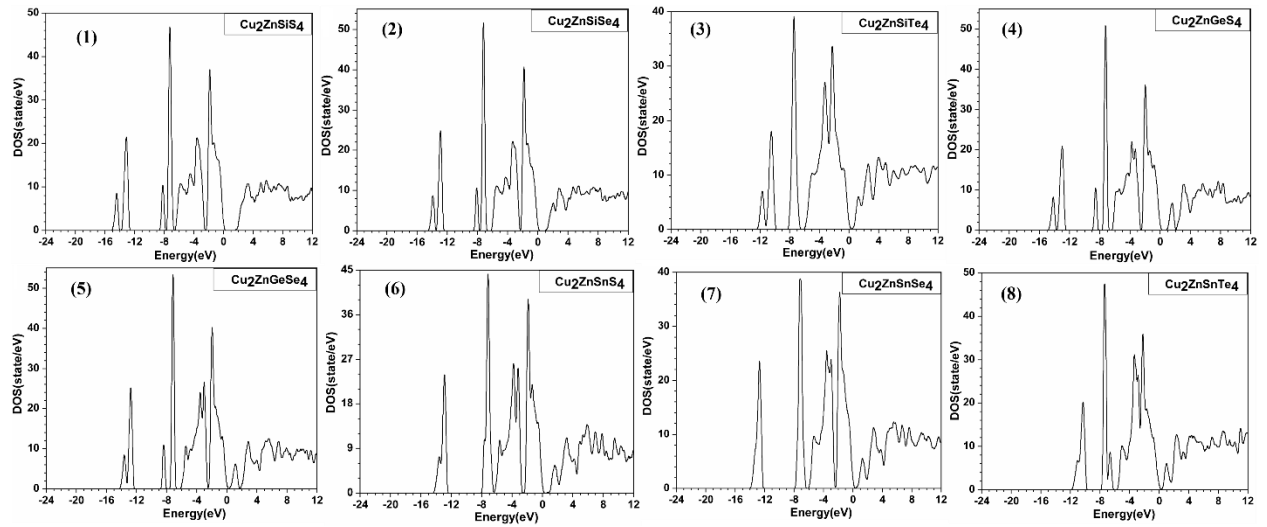 (1)
Cu2ZnSiS4
DOS(state/eV)
50
40
30
20
10
0
-24 -20 -16 -12 -8 -4 0 4 8 12
Energy(eV)
(2)
Cu2ZnSiSe4
DOS(state/eV)
50
40
30
20
10
0
-24 -20 -16 -12 -8 -4 0 4 8 12
Energy(eV)
(3)
Cu2ZnSiTe4
DOS(state/eV)
40
30
20
10
0
-24 -20 -16 -12 -8 -4 0 4 8 12
Energy(eV)
(4)
Cu2ZnGeS4
DOS(state/eV)
50
40
30
20
10
0
-24 -20 -16 -12 -8 -4 0 4 8 12
Energy(eV)
(5)
Cu2ZnGeSe4
DOS(state/eV)
50
40
30
20
10
0
-24 -20 -16 -12 -8 -4 0 4 8 12
Energy(eV)
(6)
Cu2ZnSnS4
DOS(state/eV)
45
36
27
18
9
0
-24 -20 -16 -12 -8 -4 0 4 8 12
Energy(eV)
(7)
Cu2ZnSnSe4
DOS(state/eV)
40
30
20
10
0
-24 -20 -16 -12 -8 -4 0 4 8 12
Energy(eV)
(8)
Cu2ZnSnTe4
DOS(state/eV)
50
40
30
20
10
0
-24 -20 -16 -12 -8 -4 0 4 8 12
Energy(eV)